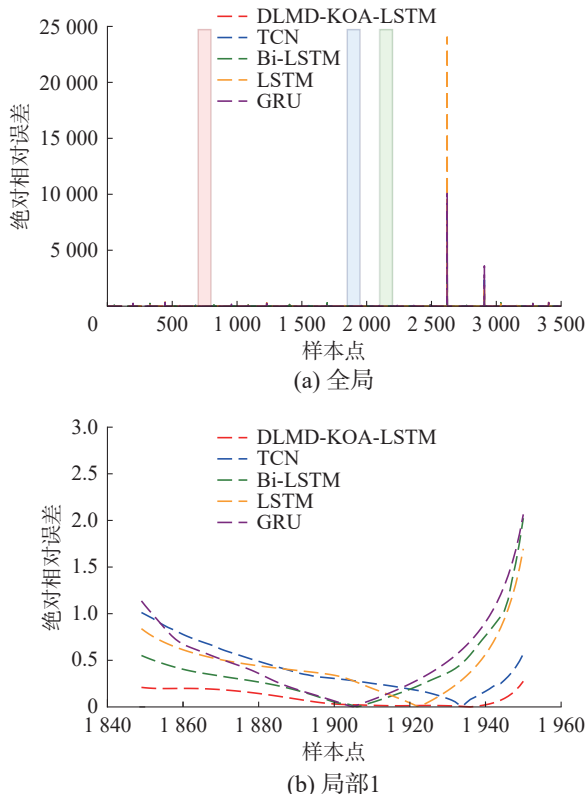 DLMD-KOA-LSTM
TCN
Bi-LSTM
LSTM
GRU
25 000
20 000
15 000
10 000
5 000
绝对相对误差
0 500 1 000 1 500 2 000 2 500 3 000 3 500
样本点
(a) 全局
DLMD-KOA-LSTM
TCN
Bi-LSTM
LSTM
GRU
3.0
2.5
2.0
1.5
1.0
0.5
0
绝对相对误差
1 840 1 860 1 880 1 900 1 920 1 940 1 960
样本点
(b) 局部1